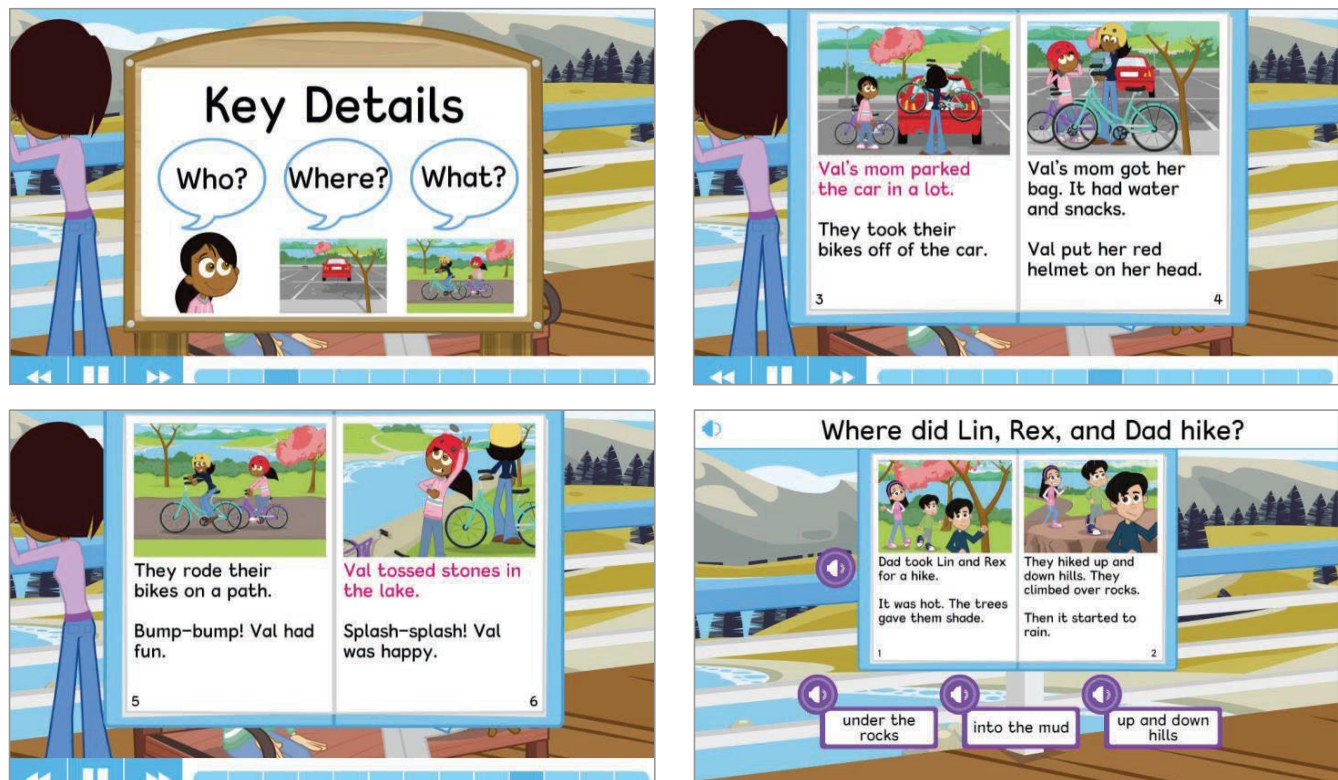 Key Details
Who?
Where?
What?
Val's mom parked
the car in a lot.
They took their
bikes off of the car.
3
Val's mom got her
bag. It had water
and snacks.
Val put her red
helmet on her head.
4
They rode their
bikes on a path.
Bump-bump! Val had
fun.
5
Val tossed stones in
the lake.
Splash-splash! Val
was happy.
6
Where did Lin, Rex, and Dad hike?
Dad took Lin and Rex
for a hike.
It was hot. The trees
gave them shade.
1
They hiked up and
down hills. They
climbed over rocks.
Then it started to
rain.
2
under the
rocks
into the mud
up and down
hills